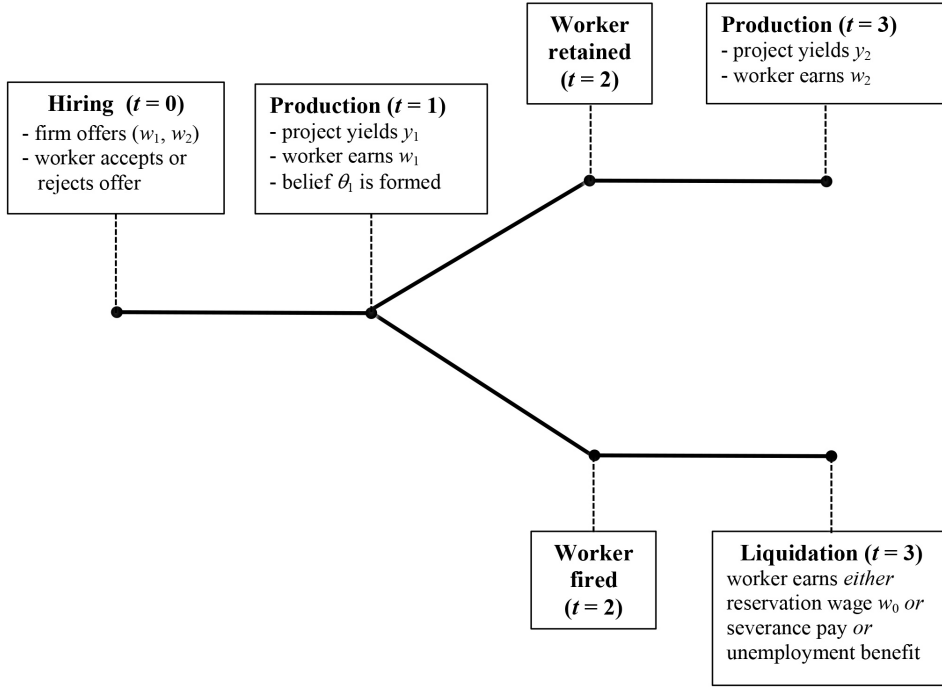 Hiring (t = 0)
- firm offers (w1, w2)
- worker accepts or
rejects offer
Production (t = 1)
- project yields y1
- worker earns w1
- belief θ1 is formed
Worker
retained
(t = 2)
Production (t = 3)
- project yields y2
- worker earns w2
Worker
fired
(t = 2)
Liquidation (t = 3)
worker earns either
reservation wage w0 or
severance pay or
unemployment benefit